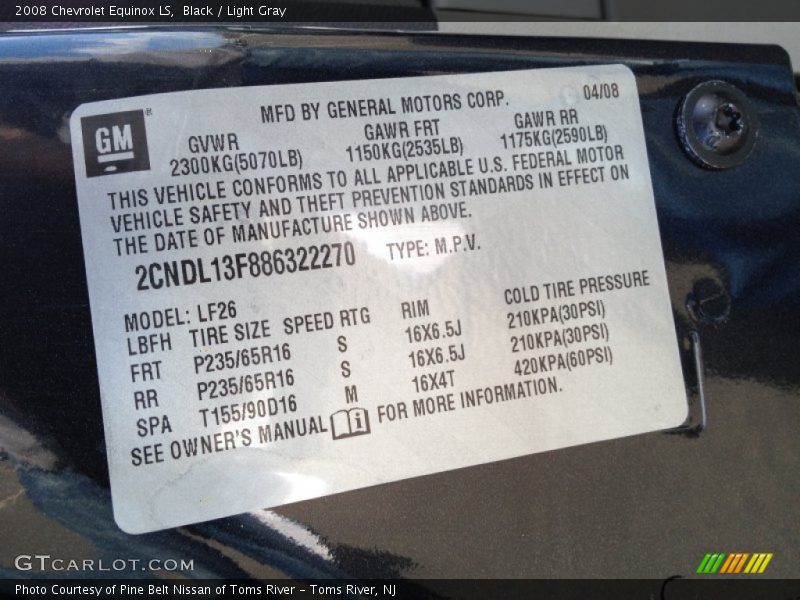 2008 Chevrolet Equinox LS,  Black / Light Gray
MFD BY GENERAL MOTORS CORP. 04/08
GM ®
GVWR GAWR FRT GAWR RR
2300KG(5070LB) 1150KG(2535LB) 1175KG(2590LB)
THIS VEHICLE CONFORMS TO ALL APPLICABLE U.S. FEDERAL MOTOR
VEHICLE SAFETY AND THEFT PREVENTION STANDARDS IN EFFECT ON
THE DATE OF MANUFACTURE SHOWN ABOVE.
2CNDL13F886322270 TYPE: M.P.V.
MODEL: LF26
LBFH TIRE SIZE SPEED RTG RIM COLD TIRE PRESSURE
FRT P235/65R16 S 16X6.5J 210KPA(30PSI)
RR P235/65R16 S 16X6.5J 210KPA(30PSI)
SPA T155/90D16 M 16X4T 420KPA(60PSI)
SEE OWNER'S MANUAL i FOR MORE INFORMATION.
GTCARLOT.COM
Photo Courtesy of Pine Belt Nissan of Toms River – Toms River, NJ